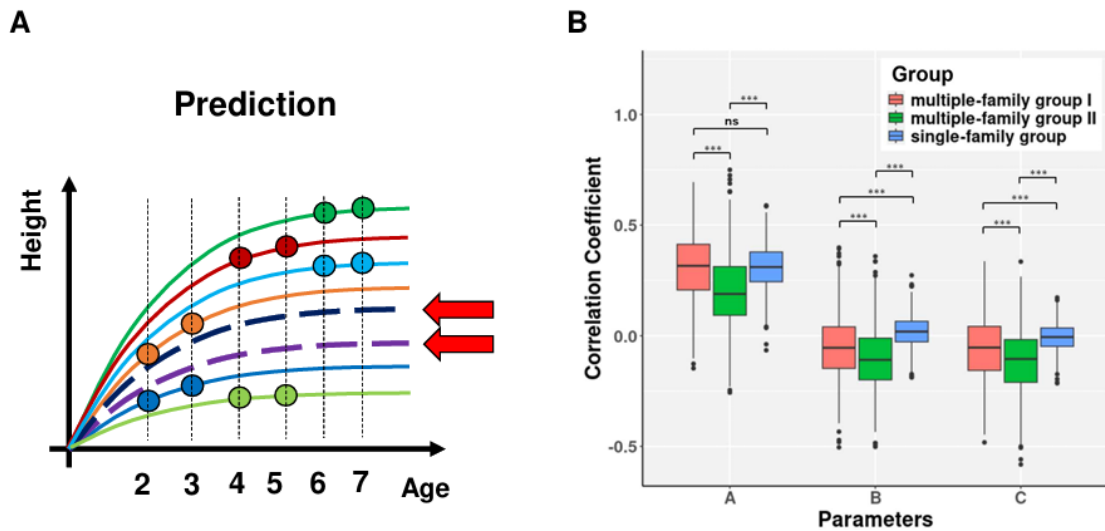 A
Prediction
Height
2 3 4 5 6 7 Age
B
Correlation Coefficient
1.0
0.5
0.0
-0.5
Group
multiple-family group I
multiple-family group II
single-family group
***
ns
***
***
***
***
***
***
***
A B C
Parameters